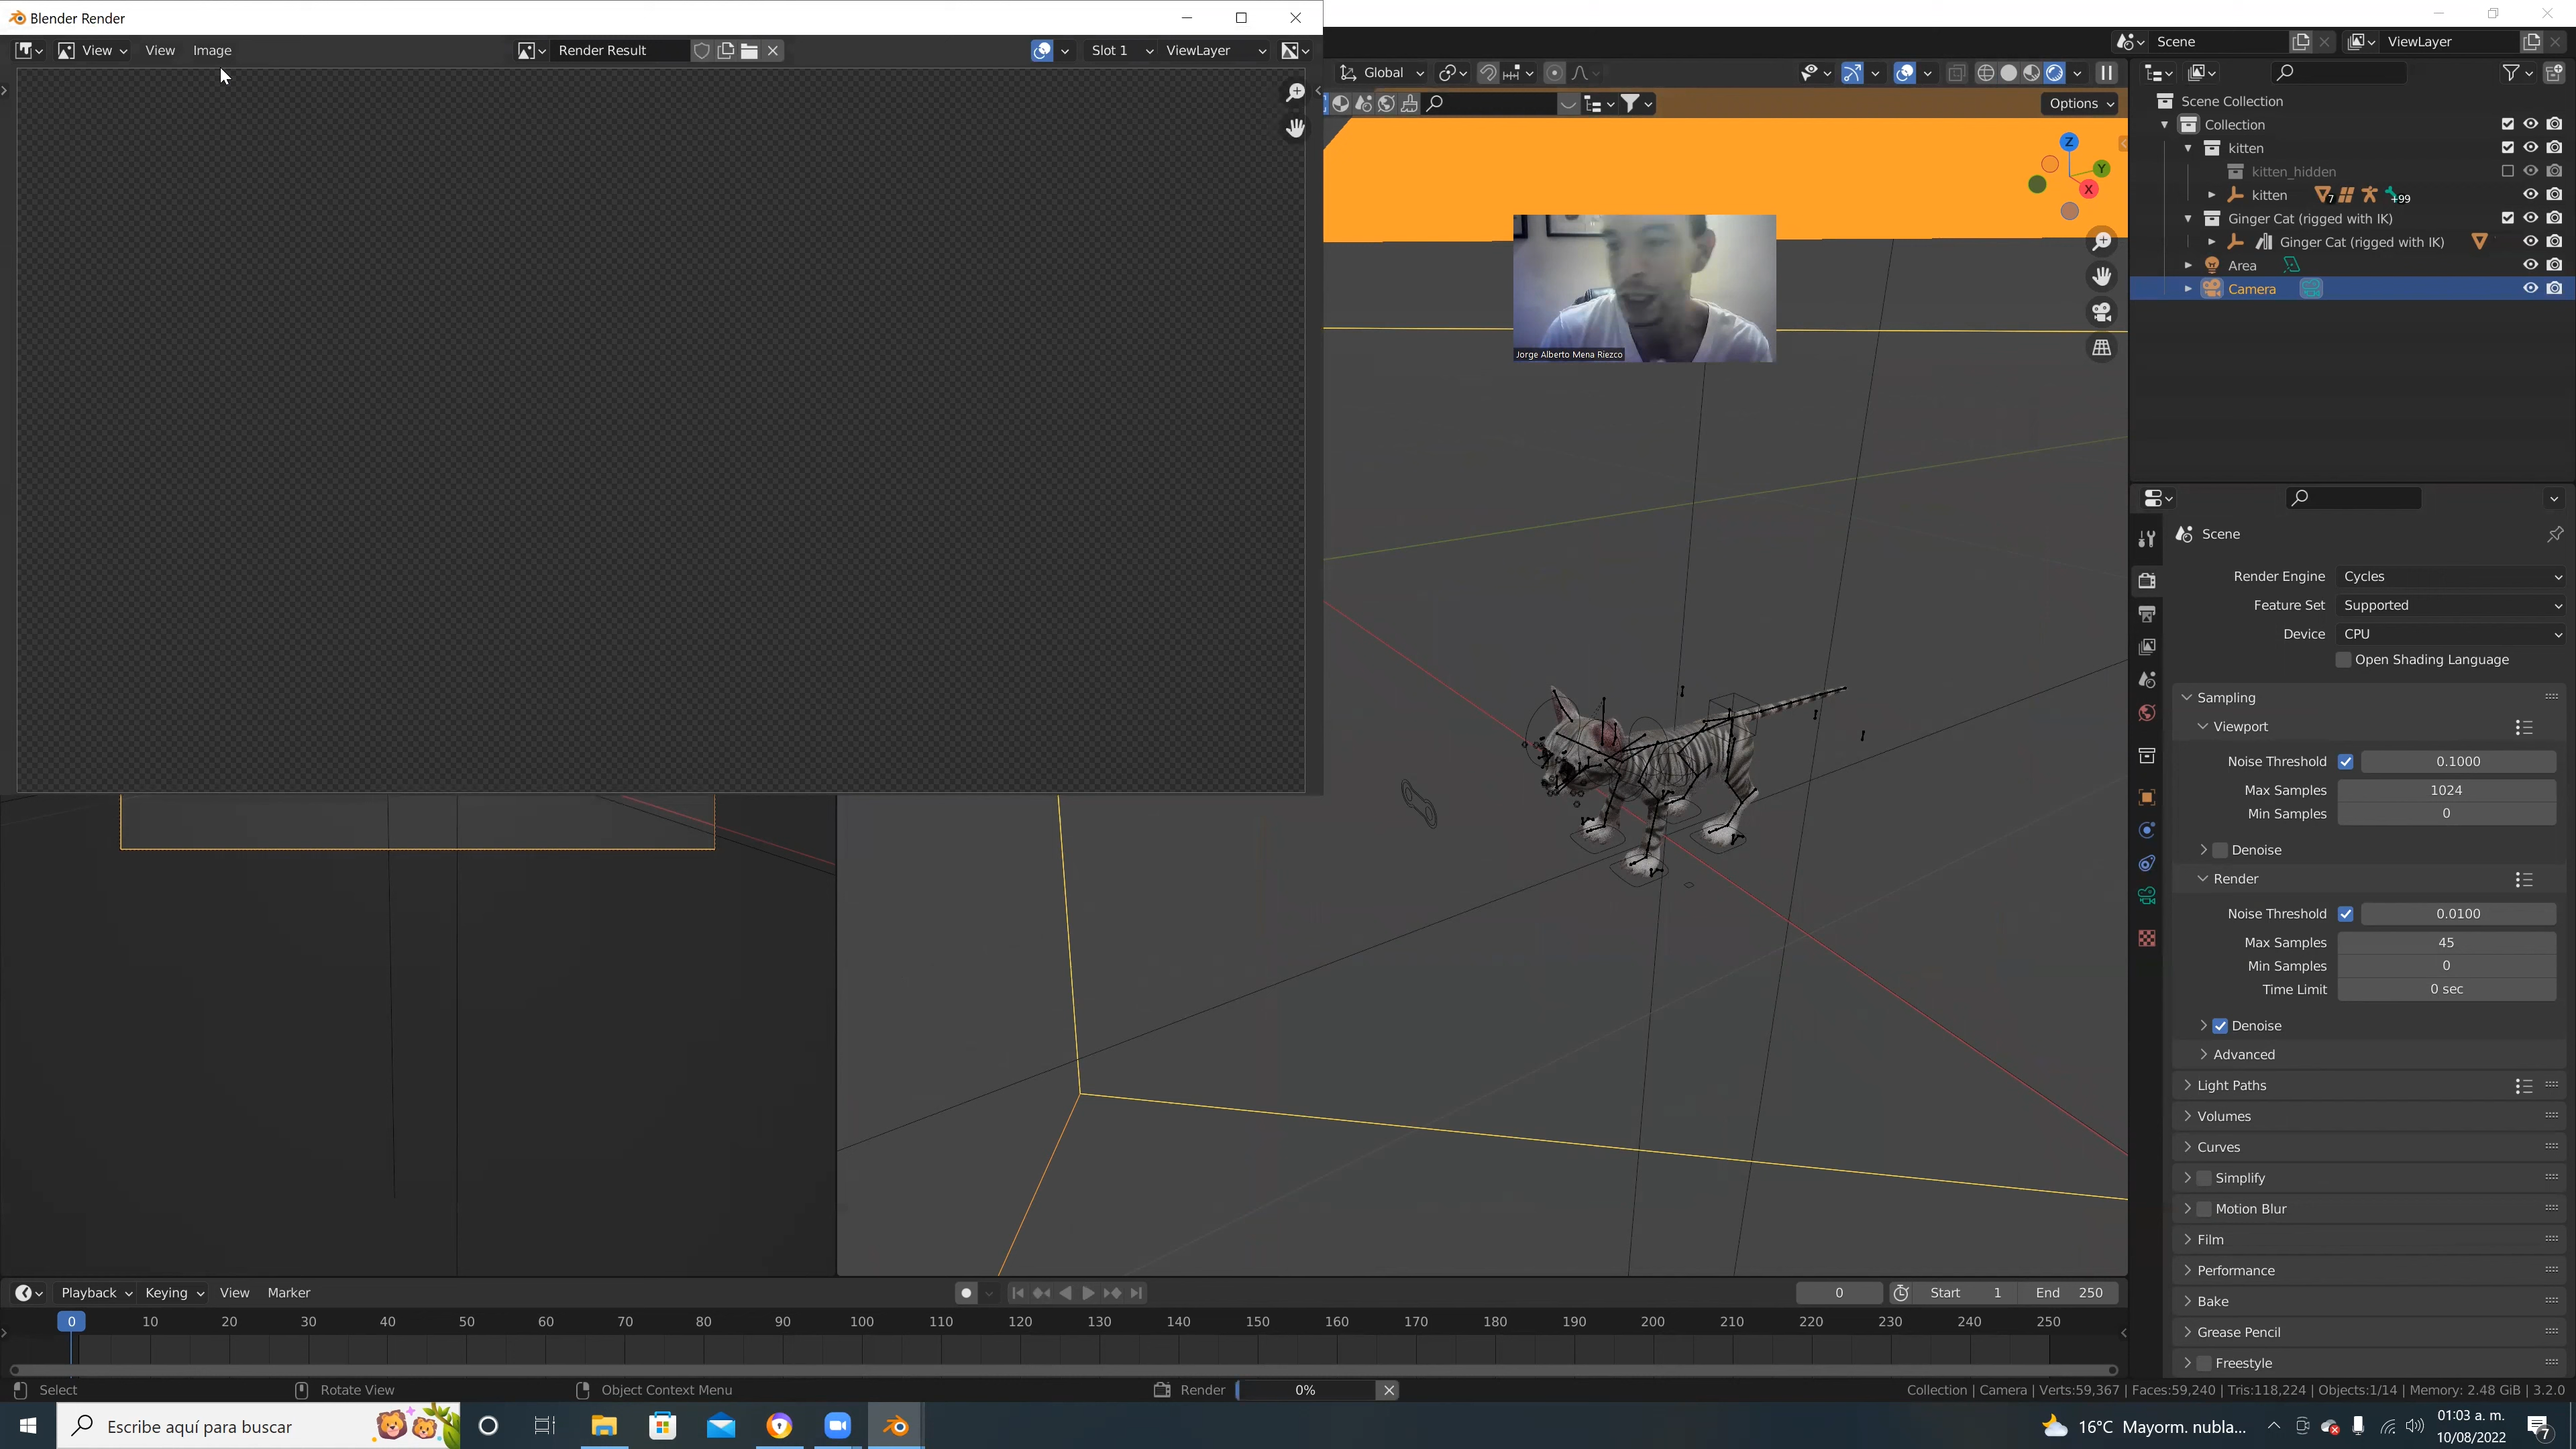 Blender Render
View View Image Render Result Slot 1 ViewLayer
Scene ViewLayer
Global
Options
Z
Y
X
Jorge Alberto Mena Riezco
Scene Collection
Collection
kitten
kitten_hidden
kitten 7 +99
Ginger Cat (rigged with IK)
Ginger Cat (rigged with IK)
Area
Camera
Scene
Render Engine Cycles
Feature Set Supported
Device CPU
Open Shading Language
Sampling
Viewport
Noise Threshold 0.1000
Max Samples 1024
Min Samples 0
Denoise
Render
Noise Threshold 0.0100
Max Samples 45
Min Samples 0
Time Limit 0 sec
Denoise
Advanced
Light Paths
Volumes
Curves
Simplify
Motion Blur
Film
Performance
Bake
Grease Pencil
Freestyle
Playback Keying View Marker 0 Start 1 End 250
0 10 20 30 40 50 60 70 80 90 100 110 120 130 140 150 160 170 180 190 200 210 220 230 240 250
Select Rotate View Object Context Menu Render 0% Collection | Camera | Verts:59,367 | Faces:59,240 | Tris:118,224 | Objects:1/14 | Memory: 2.48 GiB | 3.2.0
Escribe aquí para buscar 16°C Mayorm. nubla... 01:03 a. m.
10/08/2022 7